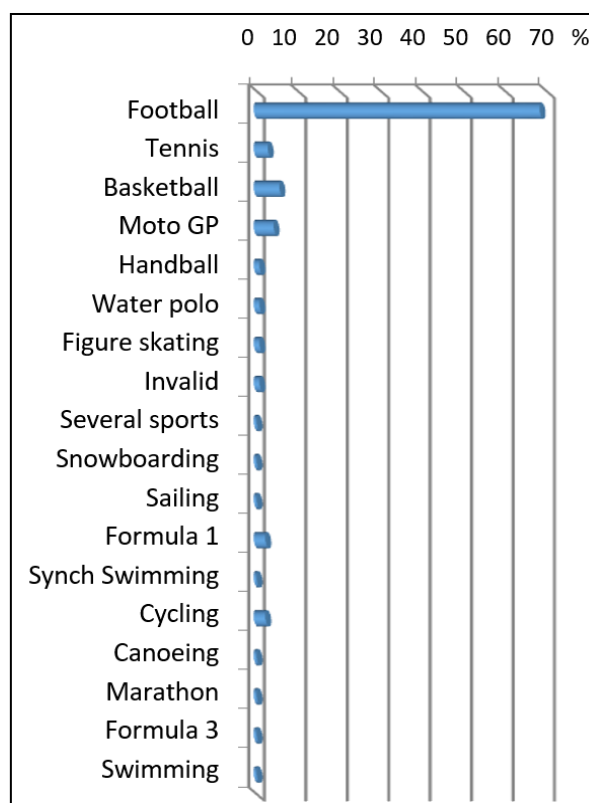 0 10 20 30 40 50 60 70 %
Football
Tennis
Basketball
Moto GP
Handball
Water polo
Figure skating
Invalid
Several sports
Snowboarding
Sailing
Formula 1
Synch Swimming
Cycling
Canoeing
Marathon
Formula 3
Swimming